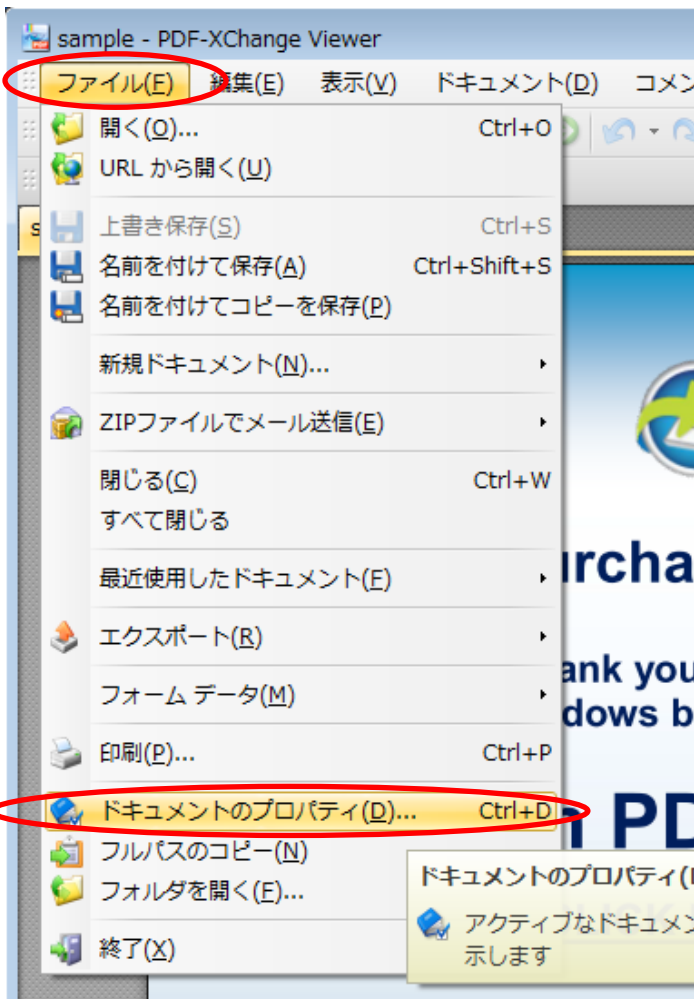 sample - PDF-XChange Viewer
ファイル(F) 編集(E) 表示(V) ドキュメント(D) コメン
開く(O)... Ctrl+O
URL から開く(U)
上書き保存(S) Ctrl+S
名前を付けて保存(A) Ctrl+Shift+S
名前を付けてコピーを保存(P)
新規ドキュメント(N)...
ZIPファイルでメール送信(E)
閉じる(C) Ctrl+W
すべて閉じる
最近使用したドキュメント(F)
エクスポート(R)
フォーム データ(M)
印刷(P)... Ctrl+P
ドキュメントのプロパティ(D)... Ctrl+D
フルパスのコピー(N)
フォルダを開く(F)...
終了(X)
urcha
ank you
dows b
PD
ドキュメントのプロパティ(D
アクティブなドキュメン
示します